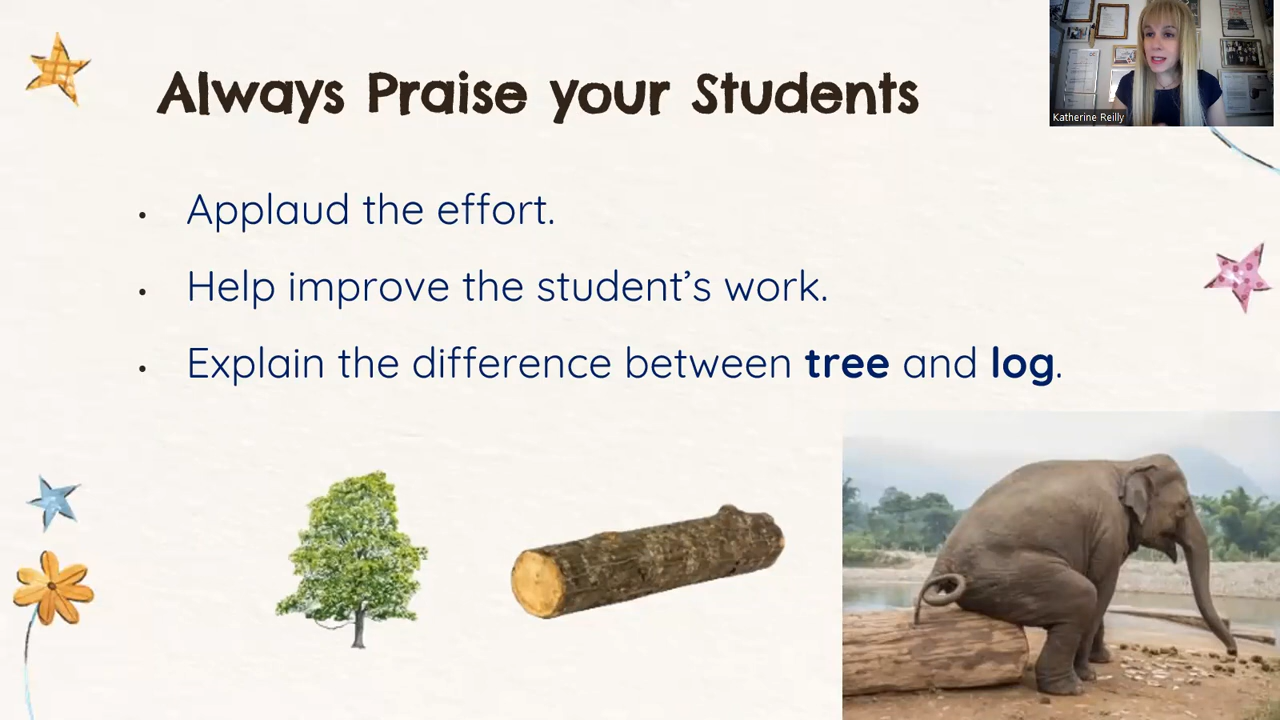 Always Praise your Students
Katherine Reilly
• Applaud the effort.
• Help improve the student’s work.
• Explain the difference between tree and log.